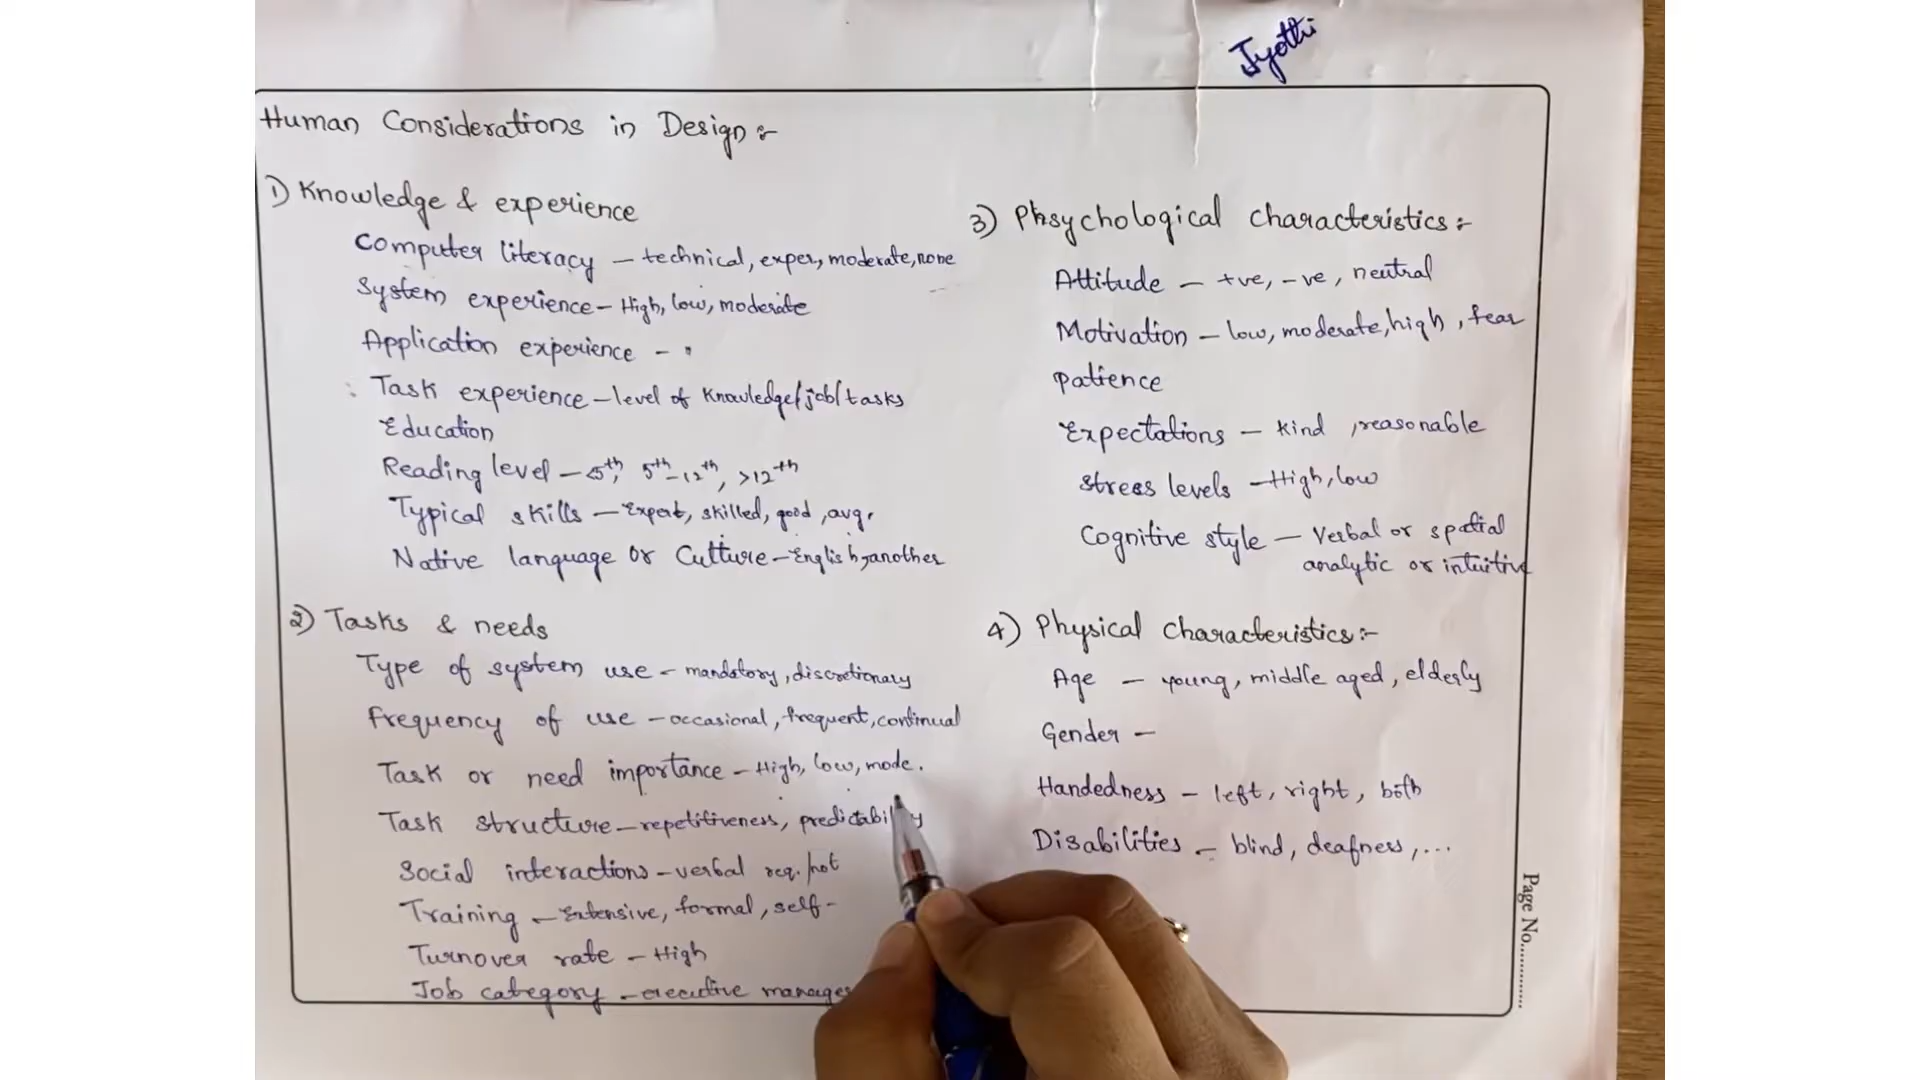 Jyothi
Human Considerations in Design:-
1) Knowledge & experience
Computer literacy - technical, exper, moderate, none
System experience - High, low, moderate
Application experience - "
Task experience - level of knowledge/job/tasks
Education
Reading level - <5th, 5th-12th, >12th
Typical skills - Expert, skilled, good, avg.
Native language or Culture - English, another
2) Tasks & needs
Type of system use - mandatory, discretionary
Frequency of use - occasional, frequent, continual
Task or need importance - High, low, mode.
Task structure - repetitiveness, predictability
Social interactions - verbal req./not
Training - Extensive, formal, self-
Turnover rate - High
Job category - executive manager
3) Phsychological characteristics:-
Attitude - +ve, -ve, neutral
Motivation - low, moderate, high, fear
patience
Expectations - kind, reasonable
stress levels - High, low
Cognitive style - Verbal or spatial
analytic or intuitive
4) Physical characteristics:-
Age - young, middle aged, elderly
Gender -
Handedness - left, right, both
Disabilities - blind, deafness, ...
Page No.............